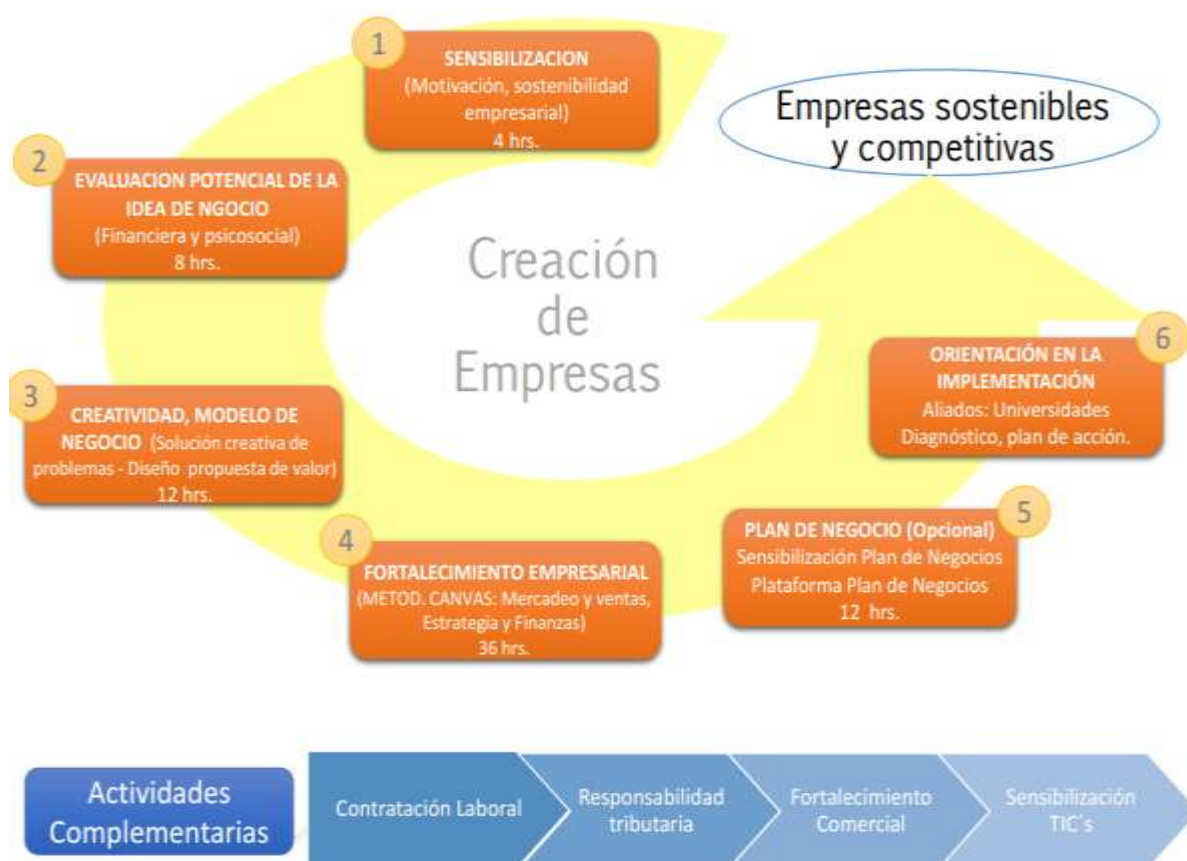 1
SENSIBILIZACION
(Motivación, sostenibilidad
empresarial)
4 hrs.
Empresas sostenibles
y competitivas
2
EVALUACION POTENCIAL DE LA
IDEA DE NGOCIO
(Financiera y psicosocial)
8 hrs.
Creación
de
Empresas
3
CREATIVIDAD, MODELO DE
NEGOCIO (Solución creativa de
problemas - Diseño propuesta de valor)
12 hrs.
4
FORTALECIMIENTO EMPRESARIAL
(METOD. CANVAS: Mercadeo y ventas,
Estrategia y Finanzas)
36 hrs.
5
PLAN DE NEGOCIO (Opcional)
Sensibilización Plan de Negocios
Plataforma Plan de Negocios
12 hrs.
6
ORIENTACIÓN EN LA
IMPLEMENTACIÓN
Aliados: Universidades
Diagnóstico, plan de acción.
Actividades
Complementarias
Contratación Laboral
Responsabilidad
tributaria
Fortalecimiento
Comercial
Sensibilización
TIC´s